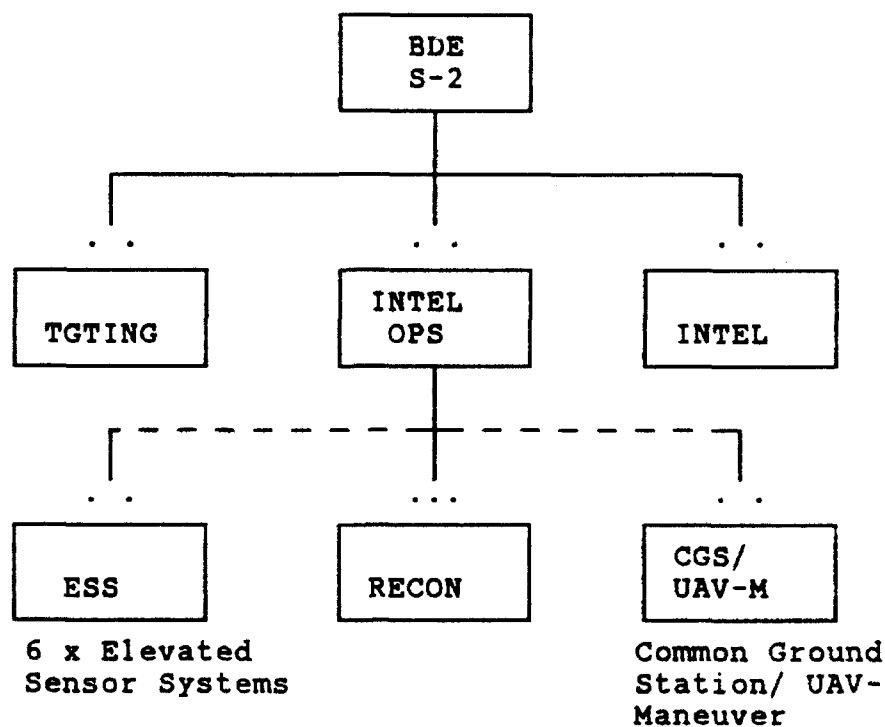 BDE
S-2
TGTING
INTEL
OPS
INTEL
ESS
RECON
CGS/
UAV-M
6 x Elevated
Sensor Systems
Common Ground
Station/ UAV-
Maneuver